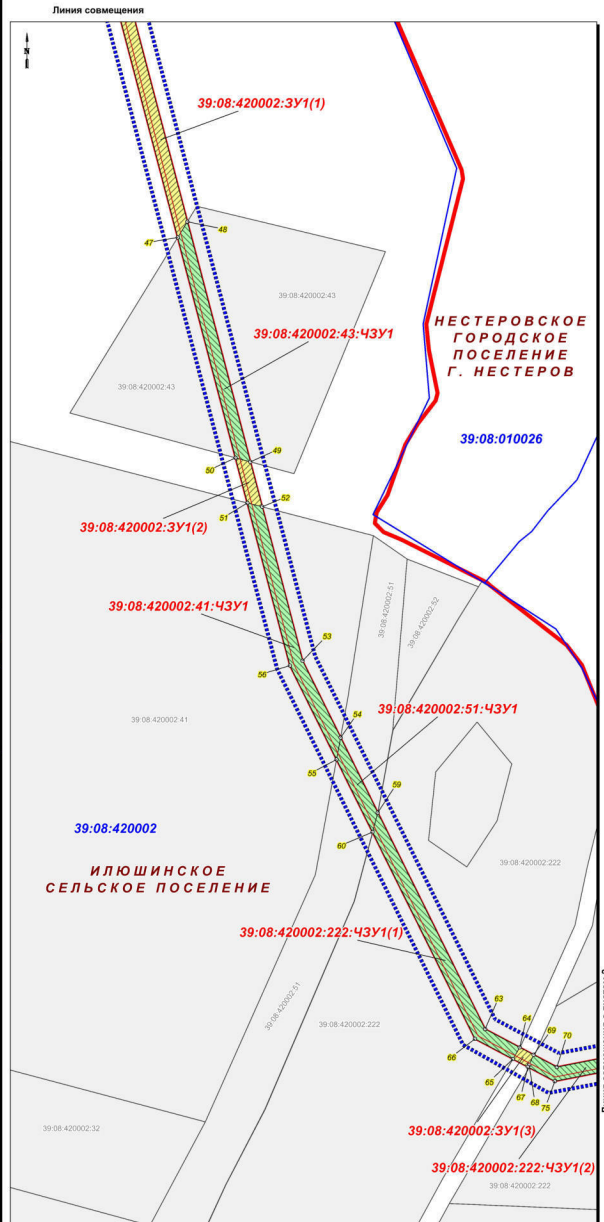 Линия совмещения
N
39:08:420002:ЗУ1(1)
47
48
39:08:420002:43
39:08:420002:43:ЧЗУ1
НЕСТЕРОВСКОЕ
ГОРОДСКОЕ
ПОСЕЛЕНИЕ
Г. НЕСТЕРОВ
39:08:420002:43
39:08:010026
49
50
52
51
39:08:420002:ЗУ1(2)
39:08:420002:51
39:08:420002:52
39:08:420002:41:ЧЗУ1
53
56
39:08:420002:51:ЧЗУ1
39:08:420002:41
54
55
59
39:08:420002
60
39:08:420002:222
ИЛЮШИНСКОЕ
СЕЛЬСКОЕ ПОСЕЛЕНИЕ
39:08:420002:222:ЧЗУ1(1)
39:08:420002:51
39:08:420002:222
63
64
69
70
66
65
67
68
75
39:08:420002:32
39:08:420002:ЗУ1(3)
39:08:420002:222:ЧЗУ1(2)
39:08:420002:222